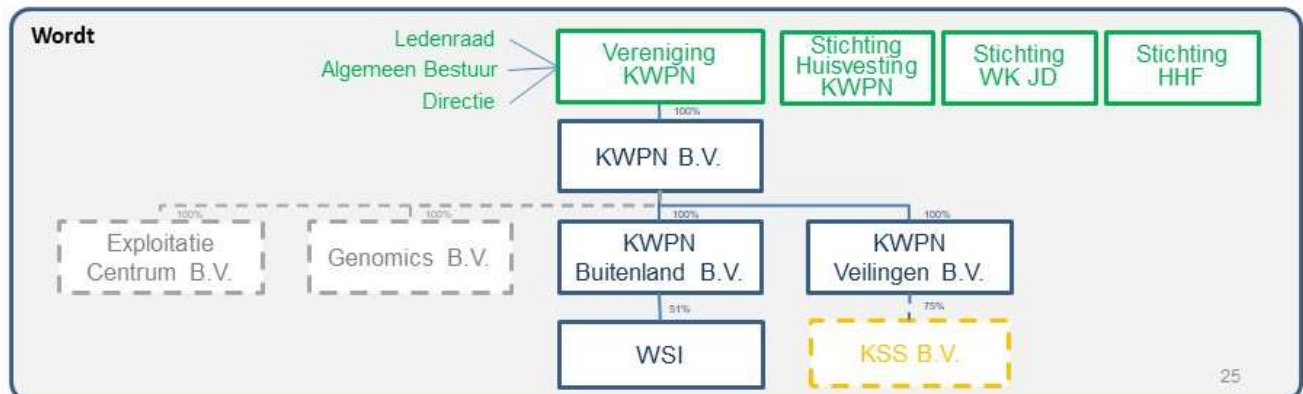 Wordt
Ledenraad
Algemeen Bestuur
Directie
Vereniging
KWPN
Stichting
Huisvesting
KWPN
Stichting
WK JD
Stichting
HHF
100%
KWPN B.V.
100%
100%
100%
100%
Exploitatie
Centrum B.V.
Genomics B.V.
KWPN
Buitenland B.V.
KWPN
Veilingen B.V.
51%
75%
WSI
KSS B.V.
25